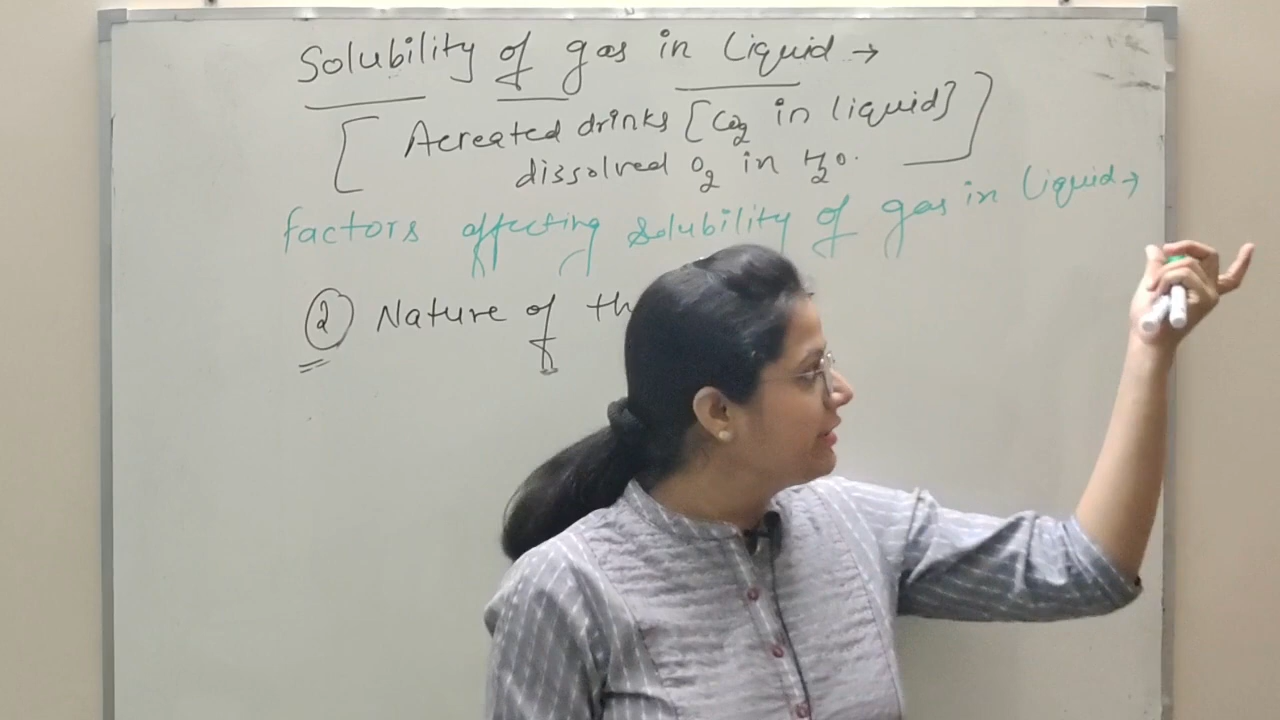 Solubility of gas in Liquid →
[ Aereated drinks [CO2 in liquid] ]
dissolved O2 in H2O.
factors affecting solubility of gas in Liquid →
② Nature of th